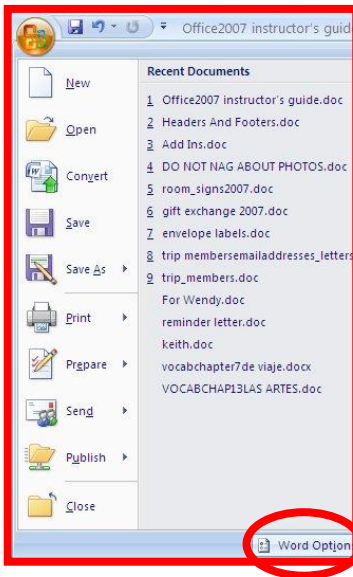 Office2007 instructor's guid
New
Open
Convert
Save
Save As
Print
Prepare
Send
Publish
Close
Recent Documents
1 Office2007 instructor's guide.doc
2 Headers And Footers.doc
3 Add Ins.doc
4 DO NOT NAG ABOUT PHOTOS.doc
5 room_signs2007.doc
6 gift exchange 2007.doc
7 envelope labels.doc
8 trip membersemailaddresses_letters
9 trip_members.doc
For Wendy.doc
reminder letter.doc
keith.doc
vocabchapter7de viaje.docx
VOCABCHAP13LAS ARTES.doc
Word Option